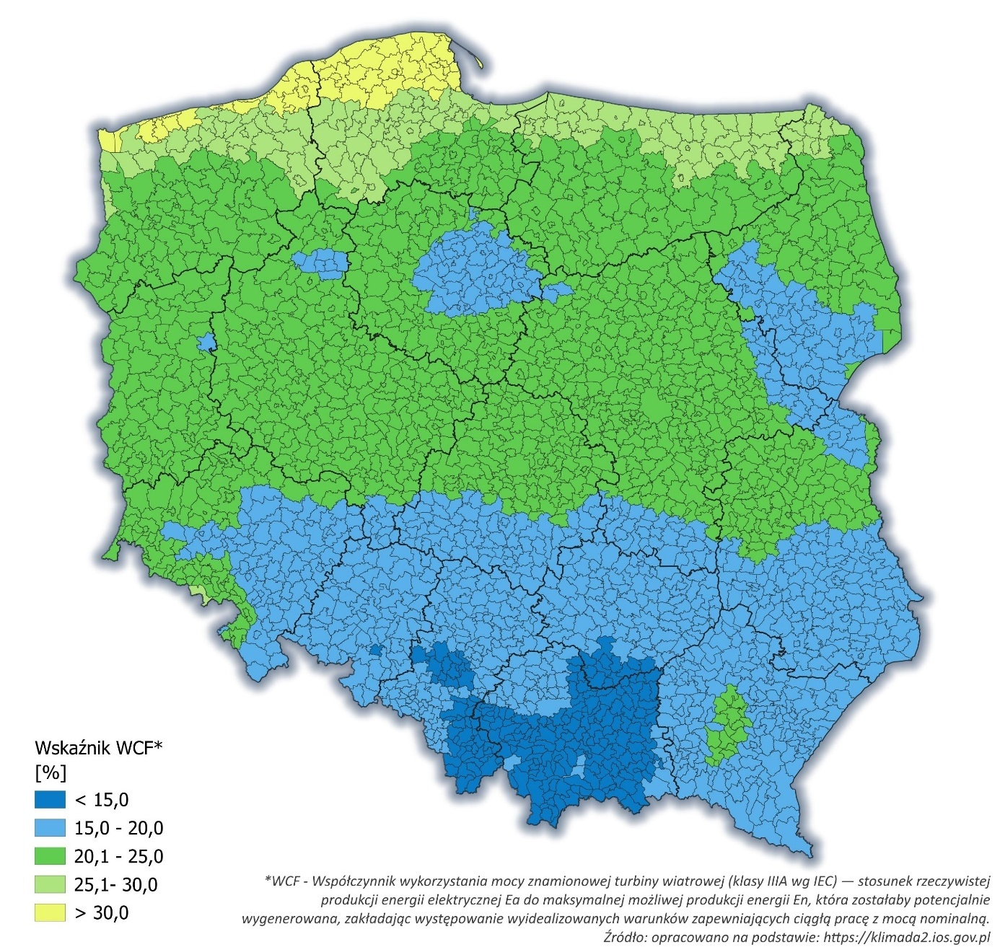 Wskaźnik WCF*
[%]
< 15,0
15,0 - 20,0
20,1 - 25,0
25,1- 30,0
> 30,0
*WCF - Współczynnik wykorzystania mocy znamionowej turbiny wiatrowej (klasy IIIA wg IEC) — stosunek rzeczywistej
produkcji energii elektrycznej Ea do maksymalnej możliwej produkcji energii En, która zostałaby potencjalnie
wygenerowana, zakładając występowanie wyidealizowanych warunków zapewniających ciągłą pracę z mocą nominalną.
Źródło: opracowano na podstawie: https://klimada2.ios.gov.pl